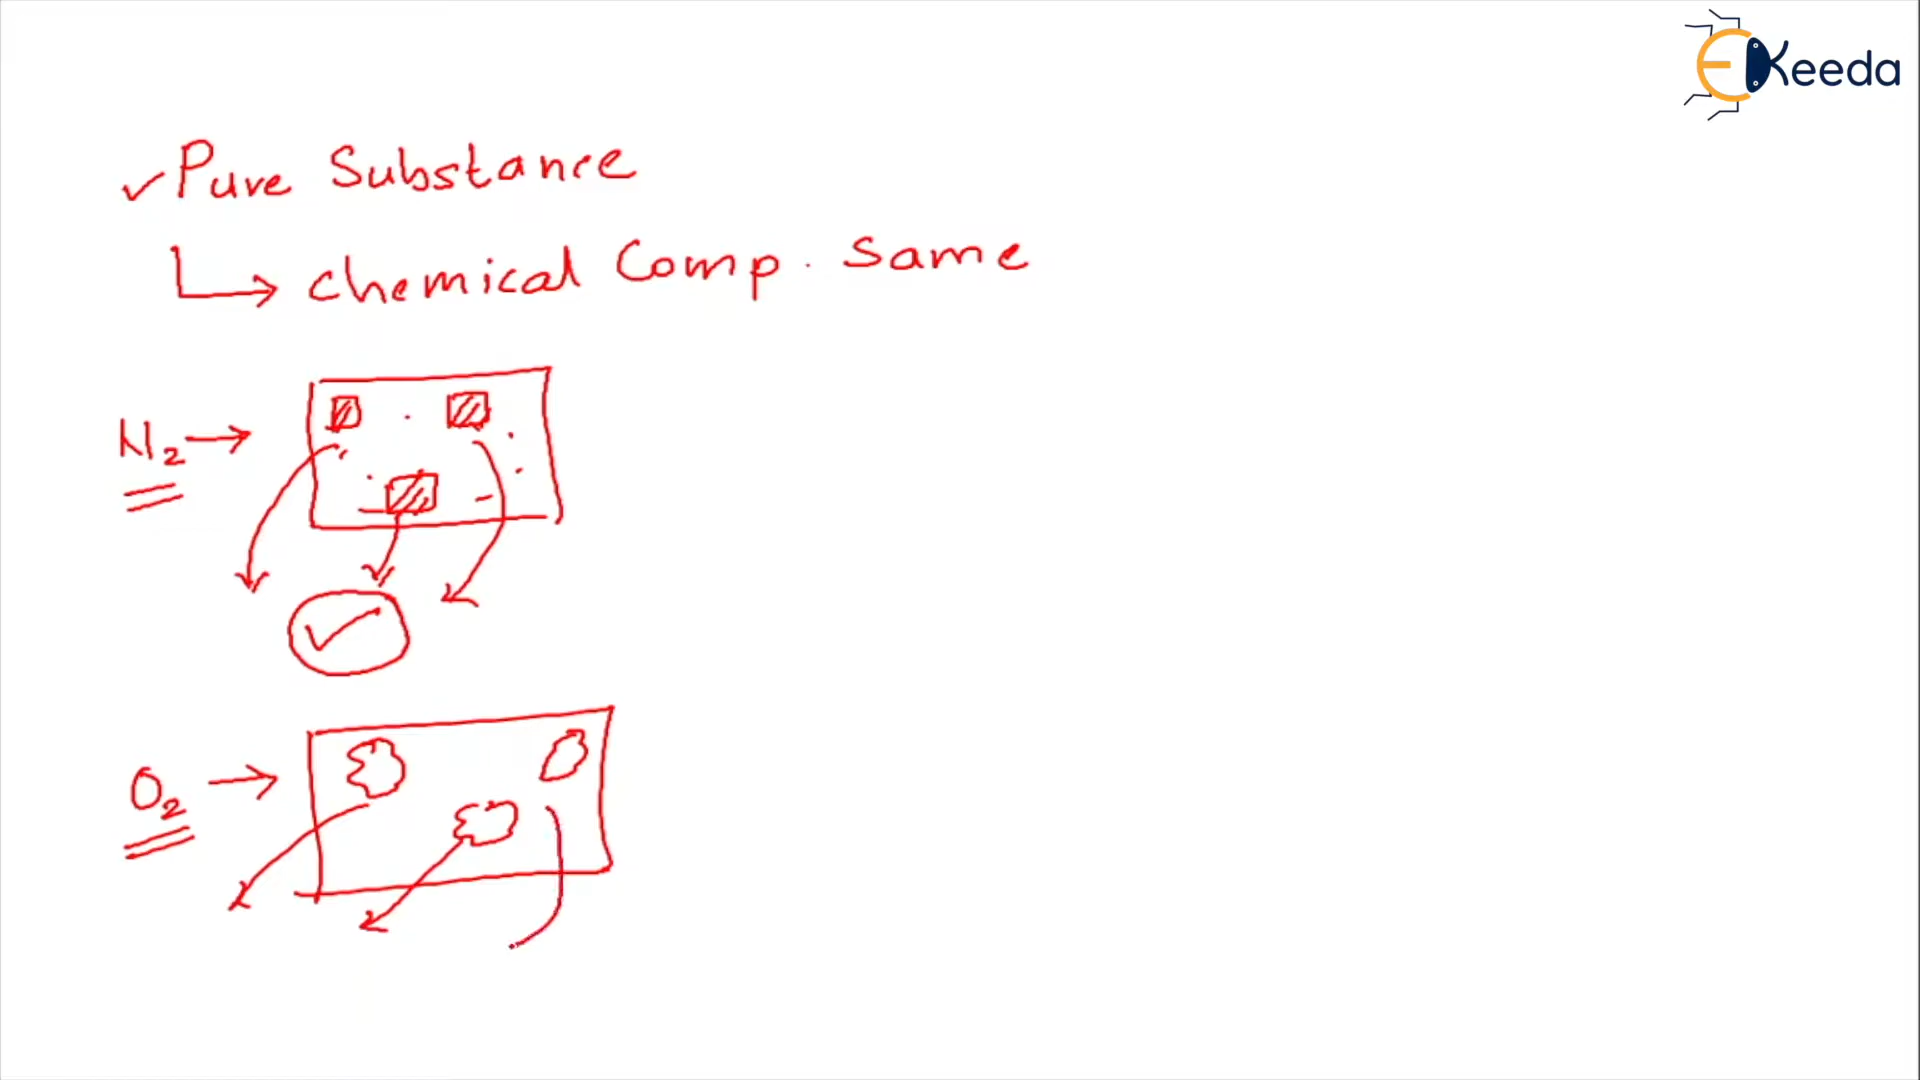 EKeeda
Pure Substance
Chemical Comp. Same
N2
O2